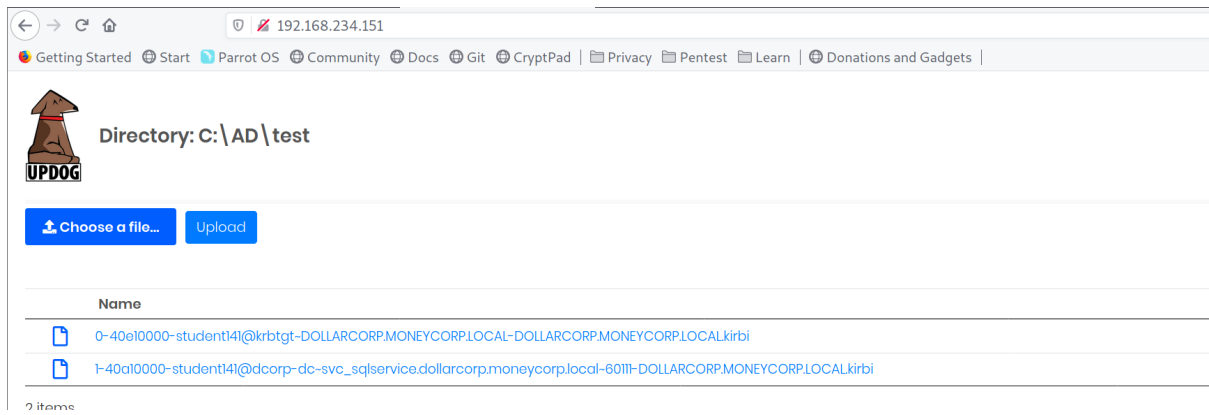 192.168.234.151
Getting Started Start Parrot OS Community Docs Git CryptPad | Privacy Pentest Learn | Donations and Gadgets |
UPDOG
Directory: C:\AD\test
Choose a file... Upload
Name
0-40e10000-student141@krbtgt~DOLLARCORP.MONEYCORP.LOCAL-DOLLARCORP.MONEYCORP.LOCAL.kirbi
1-40a10000-student141@dcorp-dc~svc_sqlservice.dollarcorp.moneycorp.local~60111-DOLLARCORP.MONEYCORP.LOCAL.kirbi
2 items